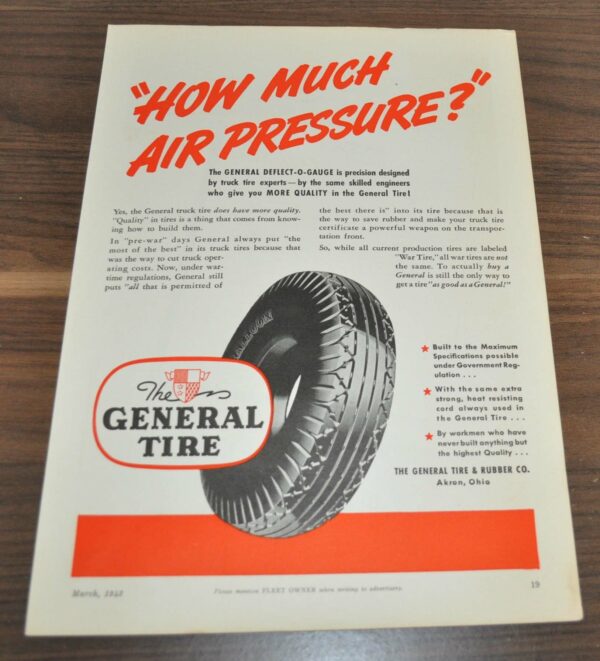 "HOW MUCH
AIR PRESSURE?"
The GENERAL DEFLECT-O-GAUGE is precision designed
by truck tire experts—by the same skilled engineers
who give you MORE QUALITY in the General Tire!
Yes, the General truck tire does have more quality.
"Quality" in tires is a thing that comes from know-
ing how to build them.
In "pre-war" days General always put "the
most of the best" in its truck tires because that
was the way to cut truck oper-
ating costs. Now, under war-
time regulations, General still
puts "all that is permitted of
the best there is" into its tire because that is
the way to save rubber and make your truck tire
certificate a powerful weapon on the transpor-
tation front.
So, while all current production tires are labeled
"War Tire," all war tires are not
the same. To actually buy a
General is still the only way to
get a tire "as good as a General!"
The
GENERAL
TIRE
★ Built to the Maximum
Specifications possible
under Government Reg-
ulation . . .
★ With the same extra
strong, heat resisting
cord always used in
the General Tire . . .
★ By workmen who have
never built anything but
the highest Quality . . .
THE GENERAL TIRE & RUBBER CO.
Akron, Ohio
March,
Please mention FLEET OWNER when writing to advertisers.
19